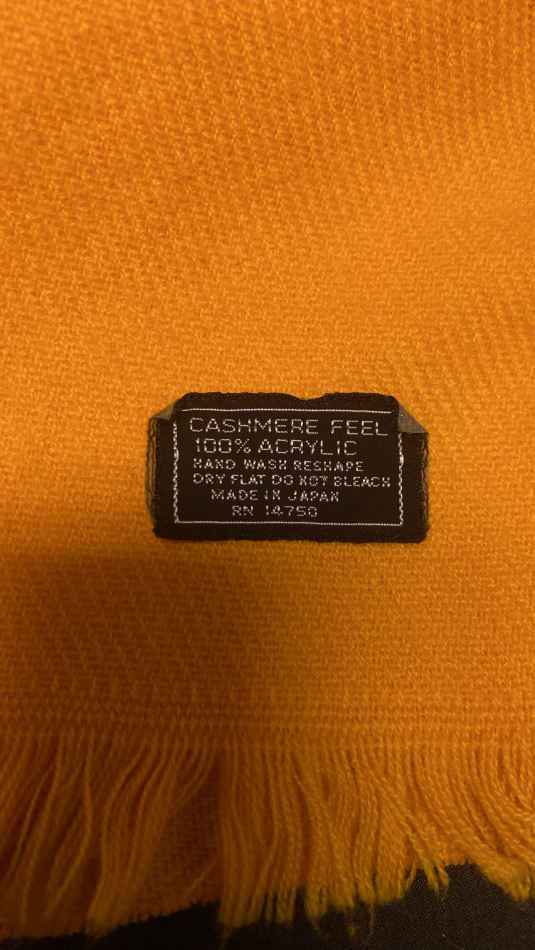 CASHMERE FEEL
100% ACRYLIC
HAND WASH RESHAPE
DRY FLAT DO NOT BLEACH
MADE IN JAPAN
RN 14750